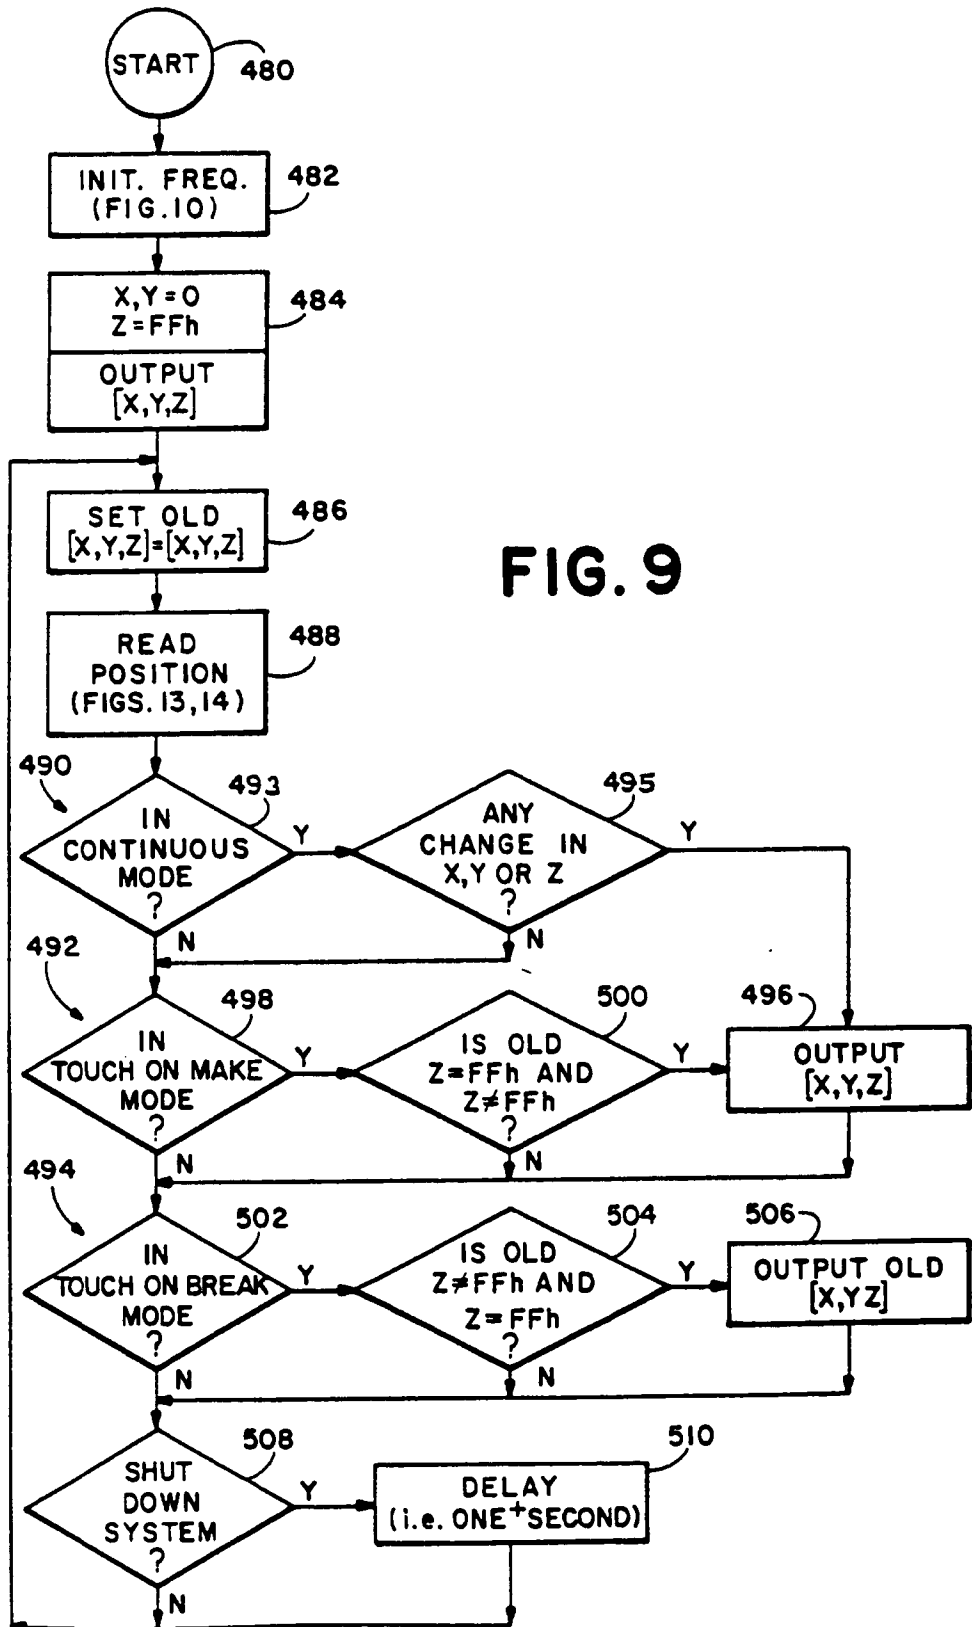 START
480
INIT. FREQ.
(FIG.10)
482
X,Y=0
Z=FFh
484
OUTPUT
[X,Y,Z]
SET OLD
[X,Y,Z]=[X,Y,Z]
486
FIG. 9
READ
POSITION
(FIGS.13,14)
488
490
493
IN
CONTINUOUS
MODE
?
Y
N
495
ANY
CHANGE IN
X,Y OR Z
?
Y
N
492
498
IN
TOUCH ON MAKE
MODE
?
Y
N
500
IS OLD
Z=FFh AND
Z≠FFh
?
Y
N
496
OUTPUT
[X,Y,Z]
494
502
IN
TOUCH ON BREAK
MODE
?
Y
N
504
IS OLD
Z≠FFh AND
Z=FFh
?
Y
N
506
OUTPUT OLD
[X,YZ]
508
SHUT
DOWN
SYSTEM
?
Y
N
510
DELAY
(i.e. ONE+SECOND)